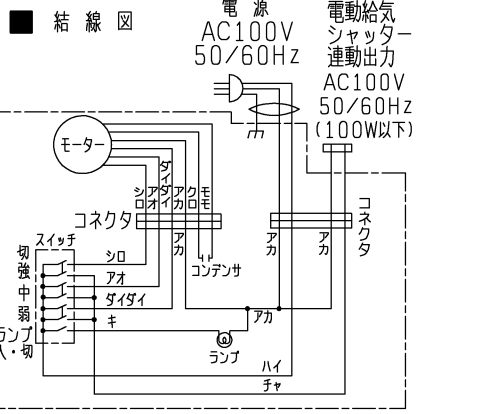 ■ 結線図
電源
AC100V
50/60Hz
電動給気
シャッター
連動出力
AC100V
50/60Hz
(100W以下)
モーター
シロ
アオ
ダイダイ
アカ
クロ
モモ
コネクタ
アカ
コンデンサ
コネクタ
アカ
アカ
スイッチ
切
強
中
弱
ランプ
入・切
シロ
アオ
ダイダイ
キ
アカ
ランプ
ハイ
チャ